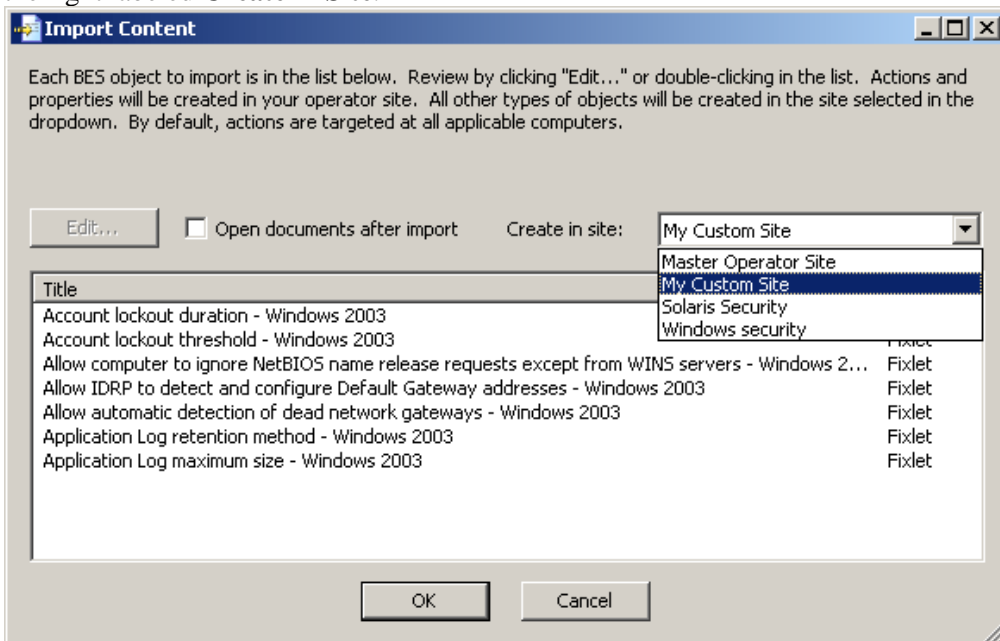 Import Content
Each BES object to import is in the list below. Review by clicking "Edit..." or double-clicking in the list. Actions and
properties will be created in your operator site. All other types of objects will be created in the site selected in the
dropdown. By default, actions are targeted at all applicable computers.
Edit... Open documents after import Create in site: My Custom Site
Master Operator Site
My Custom Site
Solaris Security
Windows security
Title
Account lockout duration - Windows 2003
Account lockout threshold - Windows 2003
Allow computer to ignore NetBIOS name release requests except from WINS servers - Windows 2... Fixlet
Allow IDRP to detect and configure Default Gateway addresses - Windows 2003 Fixlet
Allow automatic detection of dead network gateways - Windows 2003 Fixlet
Application Log retention method - Windows 2003 Fixlet
Application Log maximum size - Windows 2003 Fixlet
OK Cancel